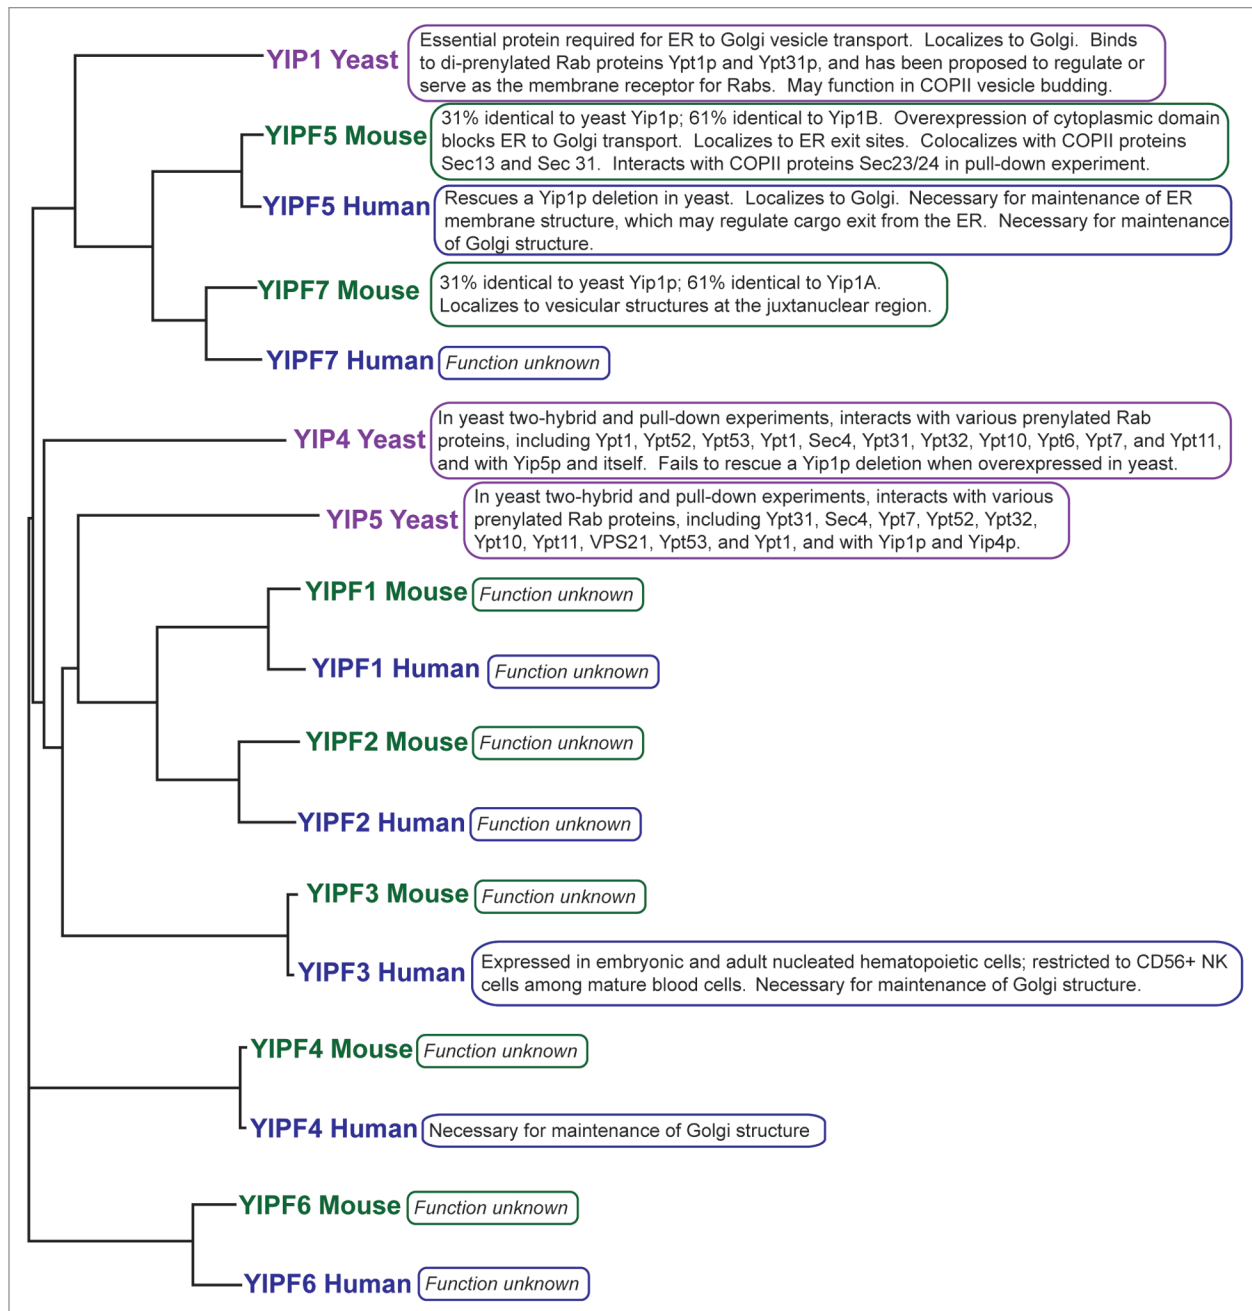 YIP1 Yeast
Essential protein required for ER to Golgi vesicle transport. Localizes to Golgi. Binds
to di-prenylated Rab proteins Ypt1p and Ypt31p, and has been proposed to regulate or
serve as the membrane receptor for Rabs. May function in COPII vesicle budding.
YIPF5 Mouse
31% identical to yeast Yip1p; 61% identical to Yip1B. Overexpression of cytoplasmic domain
blocks ER to Golgi transport. Localizes to ER exit sites. Colocalizes with COPII proteins
Sec13 and Sec 31. Interacts with COPII proteins Sec23/24 in pull-down experiment.
YIPF5 Human
Rescues a Yip1p deletion in yeast. Localizes to Golgi. Necessary for maintenance of ER
membrane structure, which may regulate cargo exit from the ER. Necessary for maintenance
of Golgi structure.
YIPF7 Mouse
31% identical to yeast Yip1p; 61% identical to Yip1A.
Localizes to vesicular structures at the juxtanuclear region.
YIPF7 Human
Function unknown
YIP4 Yeast
In yeast two-hybrid and pull-down experiments, interacts with various prenylated Rab
proteins, including Ypt1, Ypt52, Ypt53, Ypt1, Sec4, Ypt31, Ypt32, Ypt10, Ypt6, Ypt7, and Ypt11,
and with Yip5p and itself. Fails to rescue a Yip1p deletion when overexpressed in yeast.
YIP5 Yeast
In yeast two-hybrid and pull-down experiments, interacts with various
prenylated Rab proteins, including Ypt31, Sec4, Ypt7, Ypt52, Ypt32,
Ypt10, Ypt11, VPS21, Ypt53, and Ypt1, and with Yip1p and Yip4p.
YIPF1 Mouse
Function unknown
YIPF1 Human
Function unknown
YIPF2 Mouse
Function unknown
YIPF2 Human
Function unknown
YIPF3 Mouse
Function unknown
YIPF3 Human
Expressed in embryonic and adult nucleated hematopoietic cells; restricted to CD56+ NK
cells among mature blood cells. Necessary for maintenance of Golgi structure.
YIPF4 Mouse
Function unknown
YIPF4 Human
Necessary for maintenance of Golgi structure
YIPF6 Mouse
Function unknown
YIPF6 Human
Function unknown